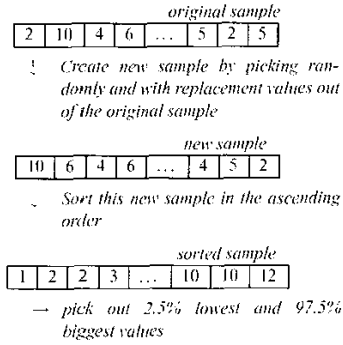 original sample
2 10 4 6 ... 5 2 5
↓ Create new sample by picking ran-
domly and with replacement values out
of the original sample
new sample
10 6 4 6 ... 4 5 2
Sort this new sample in the ascending
order
sorted sample
1 2 2 3 ... 10 10 12
→ pick out 2.5% lowest and 97.5%
biggest values